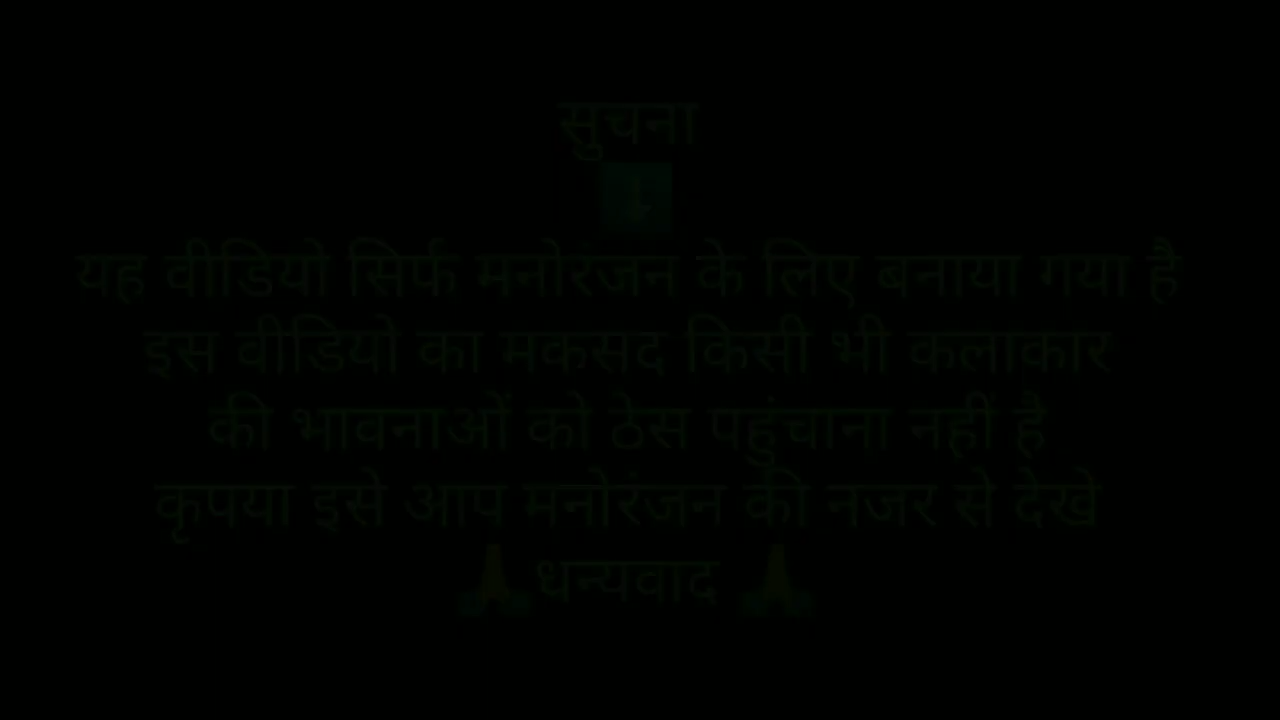 सुचना
⬇️
यह वीडियो सिर्फ मनोरंजन के लिए बनाया गया है
इस वीडियो का मकसद किसी भी कलाकार
की भावनाओं को ठेस पहुंचाना नहीं है
कृपया इसे आप मनोरंजन की नजर से देखे
🙏धन्यवाद 🙏